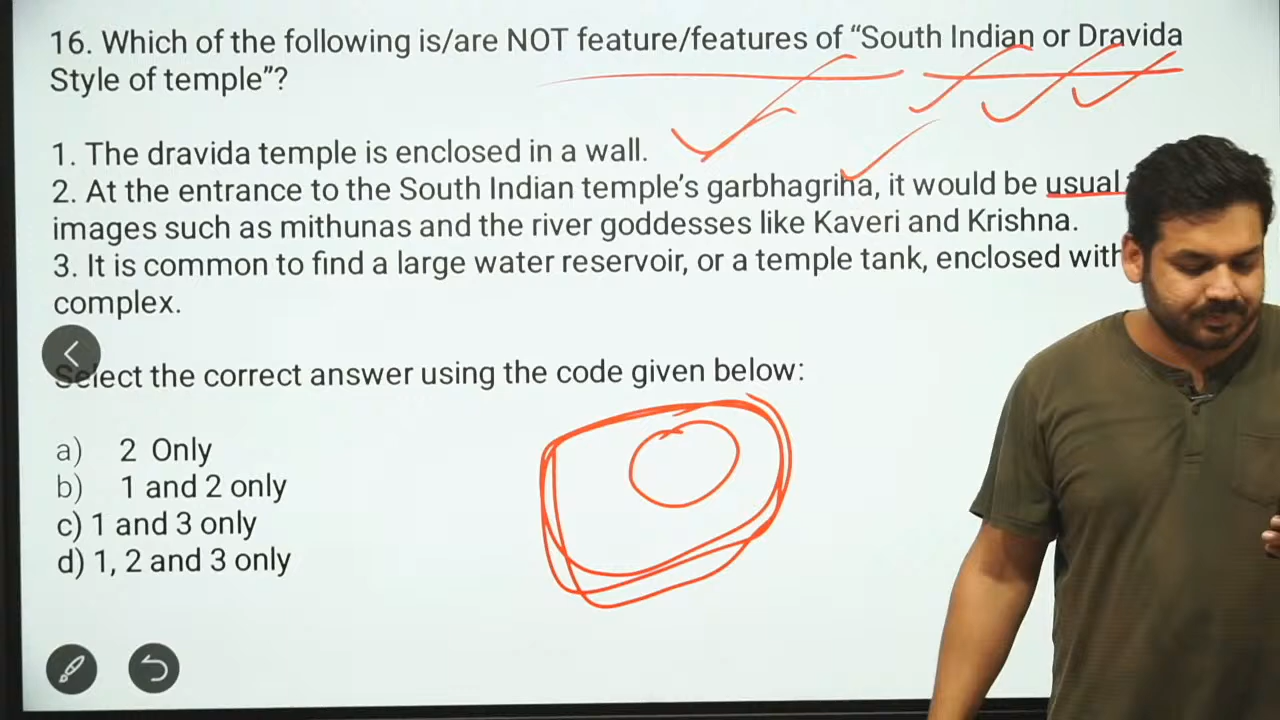 16. Which of the following is/are NOT feature/features of “South Indian or Dravida
Style of temple”?
1. The dravida temple is enclosed in a wall.
2. At the entrance to the South Indian temple’s garbhagriha, it would be usual
images such as mithunas and the river goddesses like Kaveri and Krishna.
3. It is common to find a large water reservoir, or a temple tank, enclosed
complex.
Select the correct answer using the code given below:
a) 2 Only
b) 1 and 2 only
c) 1 and 3 only
d) 1, 2 and 3 only